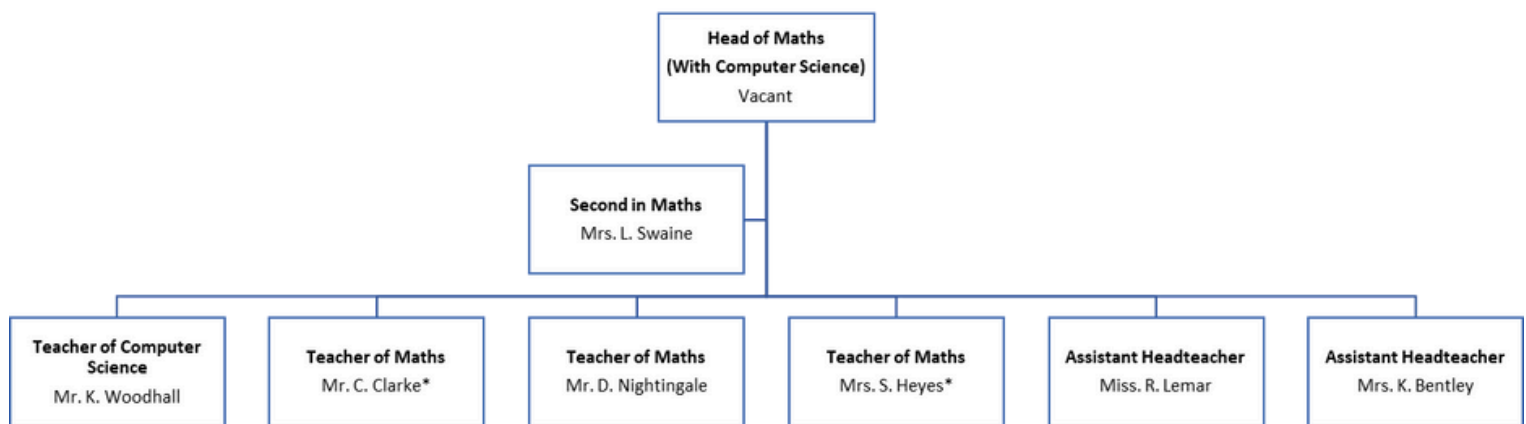 Head of Maths
(With Computer Science)
Vacant
Second in Maths
Mrs. L. Swaine
Teacher of Computer
Science
Mr. K. Woodhall
Teacher of Maths
Mr. C. Clarke*
Teacher of Maths
Mr. D. Nightingale
Teacher of Maths
Mrs. S. Heyes*
Assistant Headteacher
Miss. R. Lemar
Assistant Headteacher
Mrs. K. Bentley